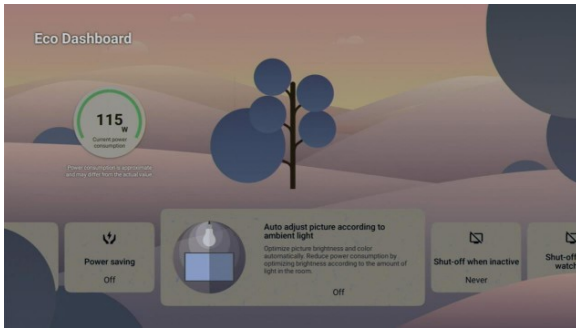 Eco Dashboard
115
W
Current power
consumption
Power consumption is approximate
and may differ from the actual value
Power saving
Off
Auto adjust picture according to
ambient light
Optimize picture brightness and color
automatically. Reduce power consumption by
optimizing brightness according to the amount of
light in the room.
Off
Shut-off when inactive
Never
Shut-off
watch